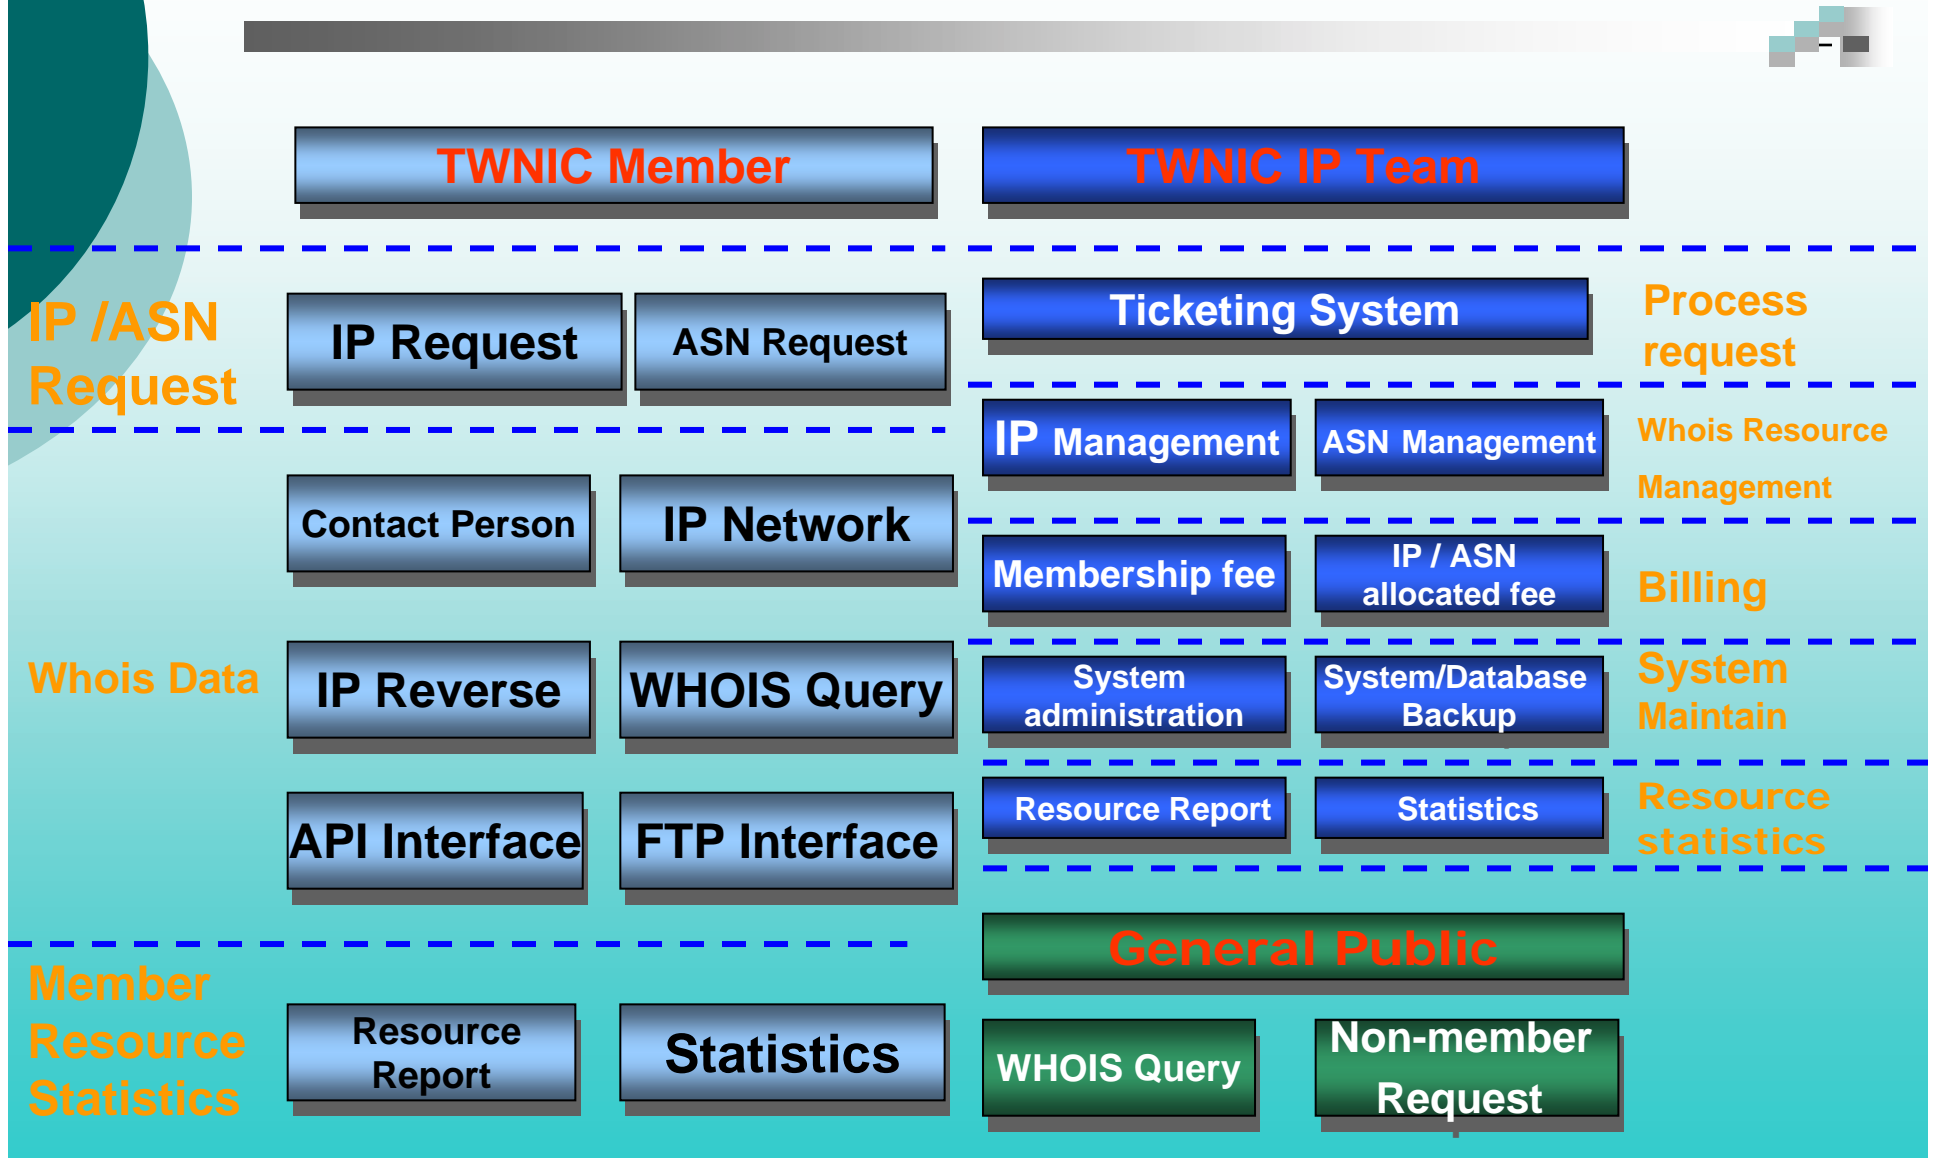 TWNIC Member
IP /ASN
Request
IP Request
ASN Request
Whois Data
Contact Person
IP Network
IP Reverse
WHOIS Query
API Interface
FTP Interface
Member
Resource
Statistics
Resource
Report
Statistics
TWNIC IP Team
Ticketing System
Process
request
IP Management
ASN Management
Whois Resource
Management
Membership fee
IP / ASN
allocated fee
Billing
System
administration
System/Database
Backup
System
Maintain
Resource Report
Statistics
Resource
statistics
General Public
WHOIS Query
Non-member
Request